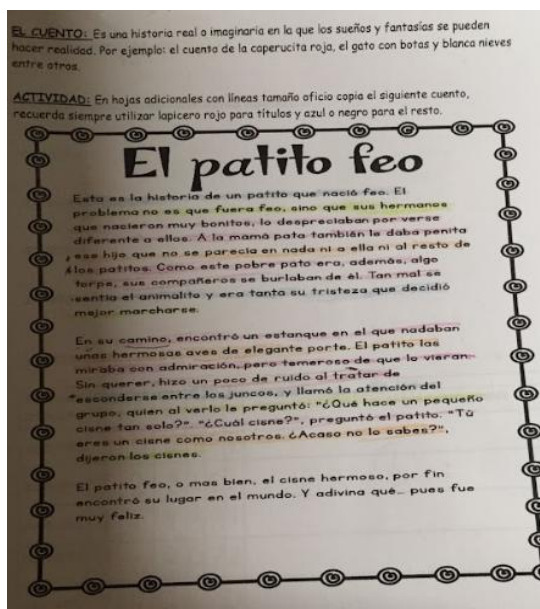 EL CUENTO: Es una historia real o imaginaria en la que los sueños y fantasías se pueden
hacer realidad. Por ejemplo: el cuento de la caperucita roja, el gato con botas y blanca nieves
entre otros.
ACTIVIDAD: En hojas adicionales con líneas tamaño oficio copia el siguiente cuento,
recuerda siempre utilizar lapicero rojo para títulos y azul o negro para el resto.
El patito feo
Esta es la historia de un patito que nació feo. El
problema no es que fuera feo, sino que sus hermanos
que nacieron muy bonitos, lo despreciaban por verse
diferente a ellos. A la mamá pata también le daba penita
ese hijo que no se parecía en nada ni a ella ni al resto de
los patitos. Como este pobre pato era, además, algo
torpe, sus compañeros se burlaban de él. Tan mal se
sentía el animalito y era tanta su tristeza que decidió
mejor marcharse.
En su camino, encontró un estanque en el que nadaban
unas hermosas aves de elegante porte. El patito las
miraba con admiración, pero temeroso de que lo vieran.
Sin querer, hizo un poco de ruido al tratar de
esconderse entre los juncos, y llamó la atención del
grupo, quien al verlo le preguntó: "¿Qué hace un pequeño
cisne tan solo?". "¿Cuál cisne?", preguntó el patito. "Tú
eres un cisne como nosotros. ¿Acaso no lo sabes?",
dijeron los cisnes.
El patito feo, o mas bien, el cisne hermoso, por fin
encontró su lugar en el mundo. Y adivina qué... pues fue
muy feliz.